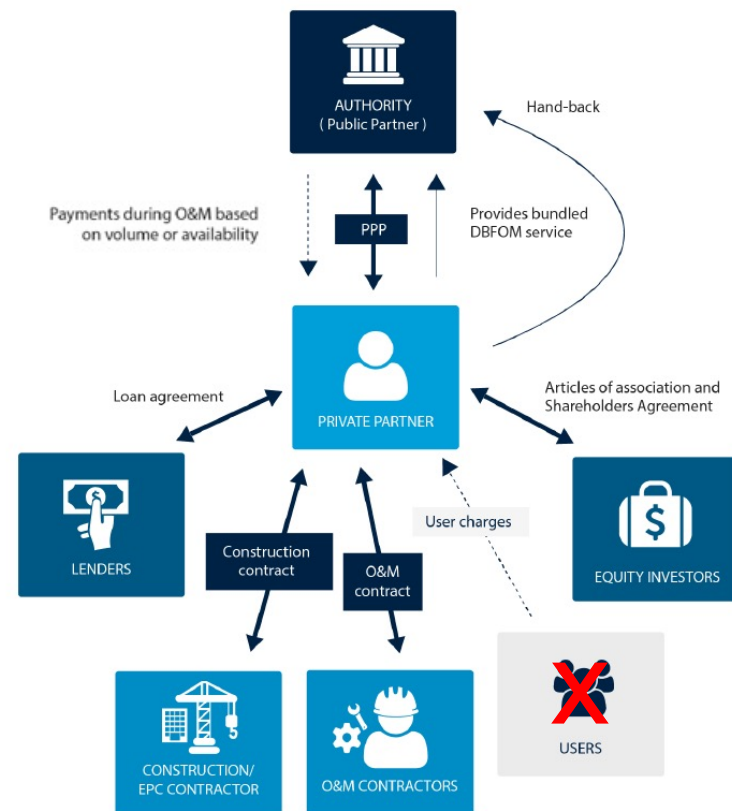 AUTHORITY
( Public Partner )
Hand-back
Payments during O&M based
on volume or availability
PPP
Provides bundled
DBFOM service
Loan agreement
PRIVATE PARTNER
Articles of association and
Shareholders Agreement
LENDERS
Construction
contract
O&M
contract
User charges
$
EQUITY INVESTORS
CONSTRUCTION/
EPC CONTRACTOR
O&M CONTRACTORS
X
USERS